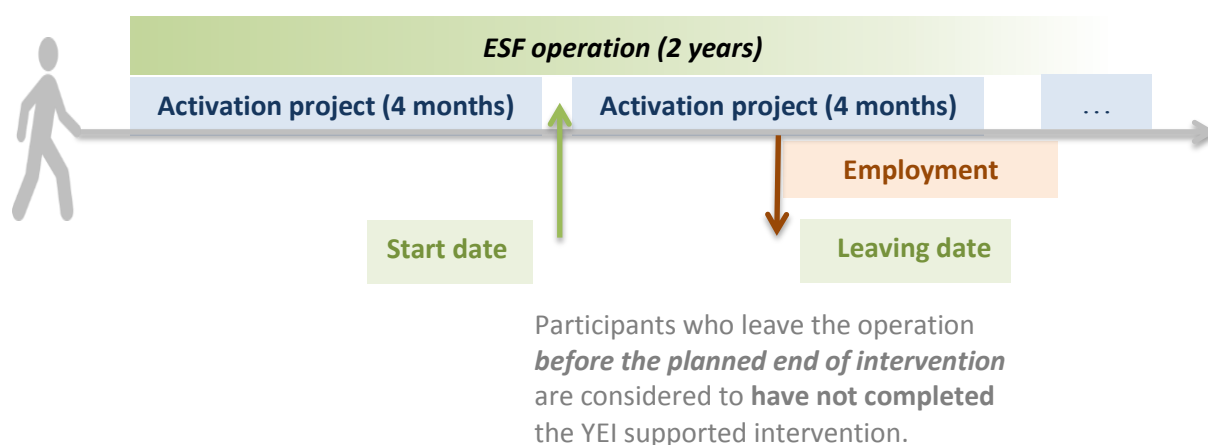 ESF operation (2 years)
Activation project (4 months)
Activation project (4 months)
...
Employment
Start date
Leaving date
Participants who leave the operation
before the planned end of intervention
are considered to have not completed
the YEI supported intervention.